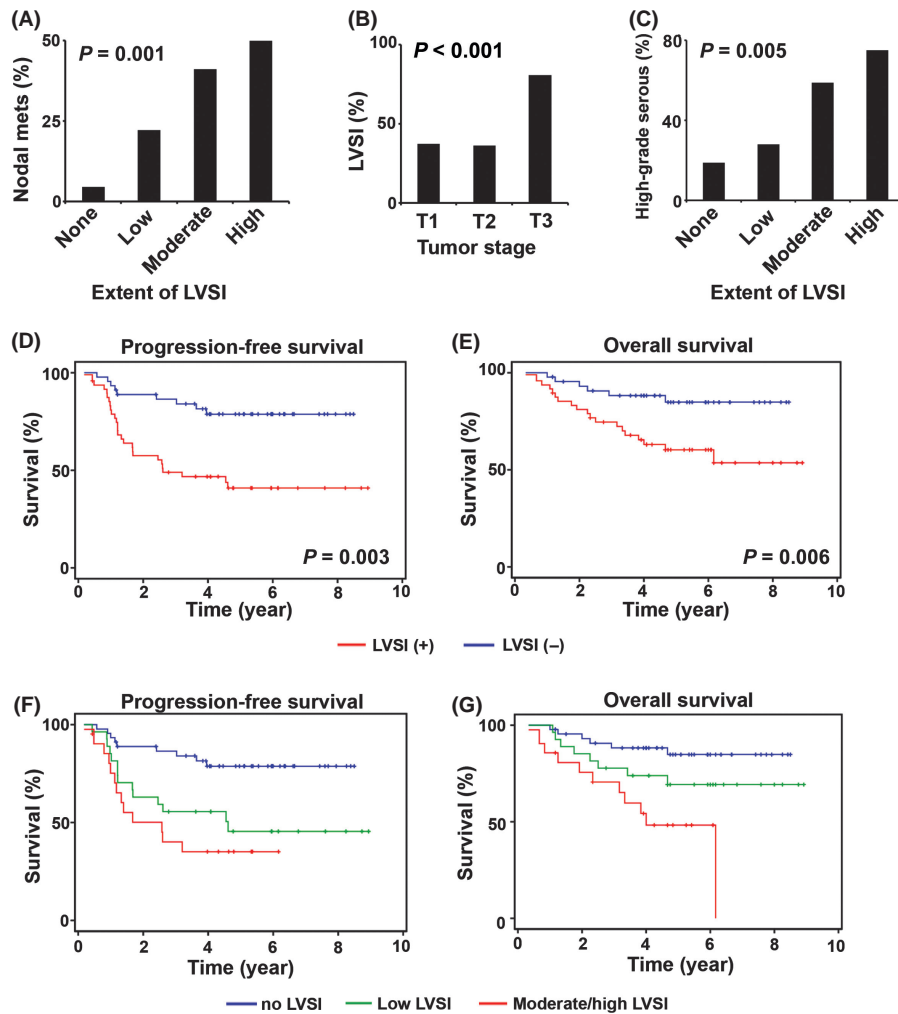 (A)
P = 0.001
Nodal mets (%)
50
25
0
None
Low
Moderate
High
Extent of LVSI
(B)
P < 0.001
LVSI (%)
100
50
0
T1
T2
T3
Tumor stage
(C)
P = 0.005
High-grade serous (%)
80
40
0
None
Low
Moderate
High
Extent of LVSI
(D)
Progression-free survival
Survival (%)
100
50
0
P = 0.003
0 2 4 6 8 10
Time (year)
(E)
Overall survival
Survival (%)
100
50
0
P = 0.006
0 2 4 6 8 10
Time (year)
LVSI (+) LVSI (–)
(F)
Progression-free survival
Survival (%)
100
50
0
0 2 4 6 8 10
Time (year)
(G)
Overall survival
Survival (%)
100
50
0
0 2 4 6 8 10
Time (year)
no LVSI Low LVSI Moderate/high LVSI